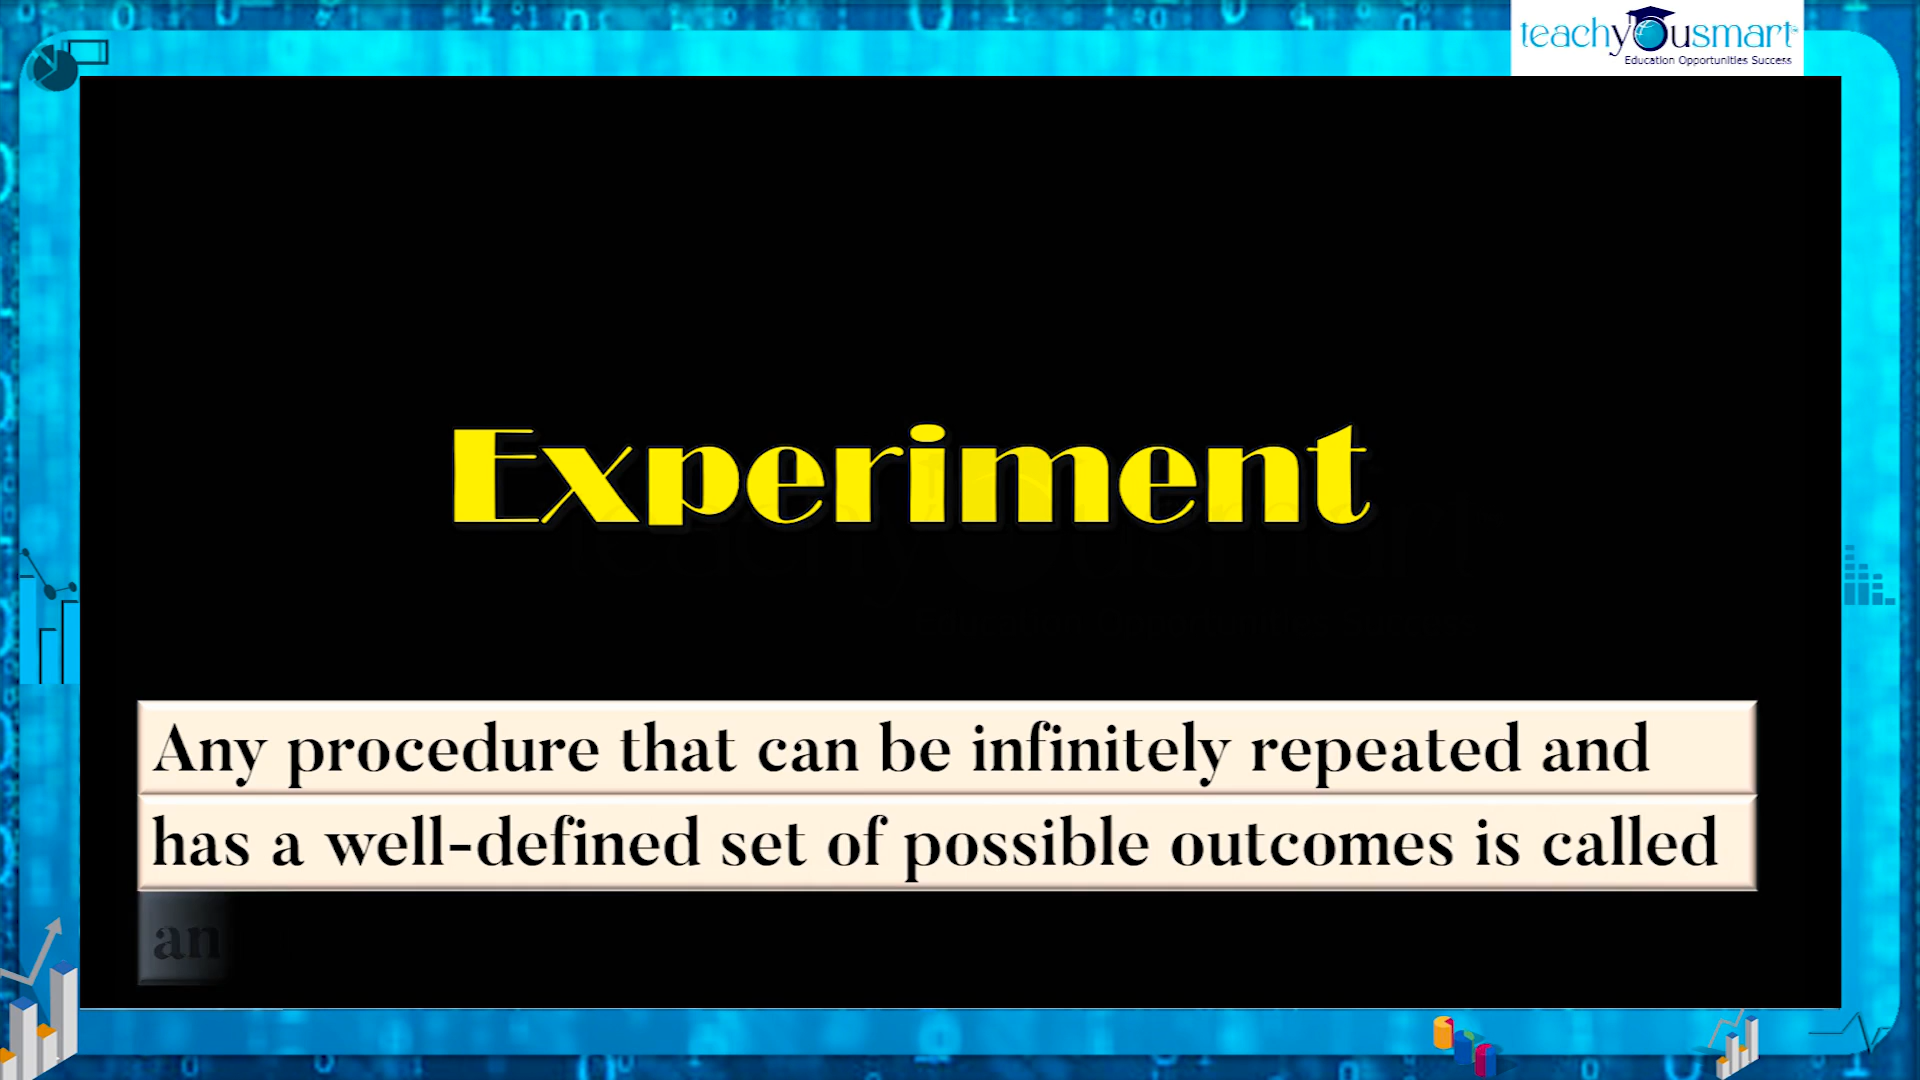 teachyousmart
Education Opportunities Success
Experiment
Any procedure that can be infinitely repeated and
has a well-defined set of possible outcomes is called
an